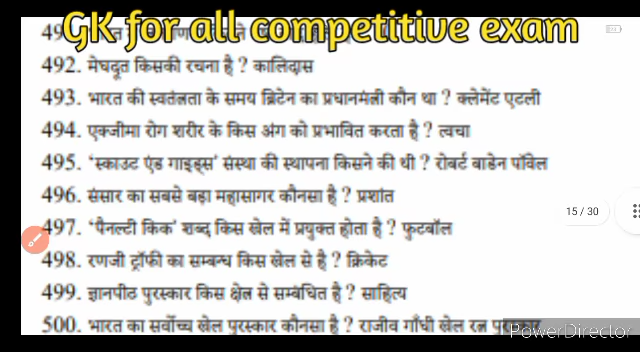 GK for all competitive exam
492. मेघदूत किसकी रचना है ? कालिदास
493. भारत की स्वतंत्रता के समय ब्रिटेन का प्रधानमंत्री कौन था ? क्लेमेंट एटली
494. एक्जीमा रोग शरीर के किस अंग को प्रभावित करता है ? त्वचा
495. 'स्काउट एंड गाइड्स' संस्था की स्थापना किसने की थी ? रोबर्ट बाडेन पॉवेल
496. संसार का सबसे बड़ा महासागर कौनसा है ? प्रशांत
15 / 30
497. 'पैनल्टी किक' शब्द किस खेल में प्रयुक्त होता है ? फुटबॉल
498. रणजी ट्रॉफी का सम्बन्ध किस खेल से है ? क्रिकेट
499. ज्ञानपीठ पुरस्कार किस क्षेत्र से सम्बंधित है ? साहित्य
500. भारत का सर्वोच्च खेल पुरस्कार कौनसा है ? राजीव गाँधी खेल रत्न पुरस्कार
PowerDirector